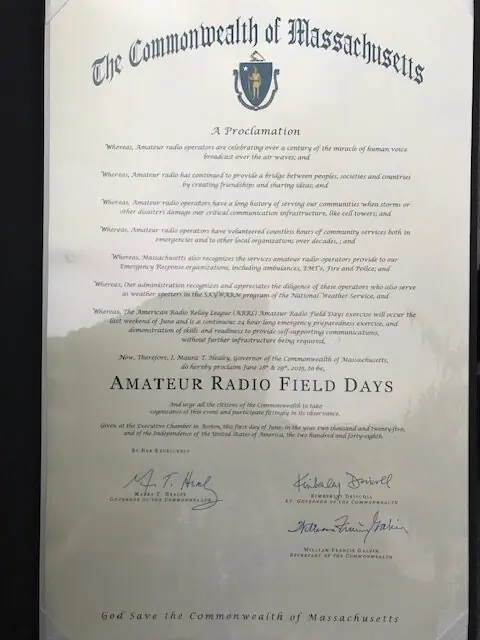 The Commonwealth of Massachusetts
A Proclamation
Whereas, Amateur radio operators are celebrating over a century of the miracle of human voice
broadcast over the air waves; and
Whereas, Amateur radio has continued to provide a bridge between peoples, societies and countries
by creating friendships and sharing ideas; and
Whereas, Amateur radio operators have a long history of serving our communities when storms or
other disasters damage our critical communication infrastructure, like cell towers; and
Whereas, Amateur radio operators have volunteered countless hours of community services both in
emergencies and to other local organizations over decades, ; and
Whereas, Massachusetts also recognizes the services amateur radio operators provide to our
Emergency Response organizations, including ambulances, EMT's, Fire and Police; and
Whereas, Our administration recognizes and appreciates the diligence of these operators who also serve
as weather spotters in the SKYWARN program of the National Weather Service, and
Whereas, The American Radio Relay League (ARRL) Amateur Radio Field Days exercise will occur the
last weekend of June and is a continuous 24 hour long emergency preparedness exercise, and
demonstration of skills and readiness to provide self-supporting communications,
without further infrastructure being required,
Now, Therefore, I, Maura T. Healey, Governor of the Commonwealth of Massachusetts,
do hereby proclaim June 28th & 29th, 2025, to be,
AMATEUR RADIO FIELD DAYS
And urge all the citizens of the Commonwealth to take
cognizance of this event and participate fittingly in its observance.
Given at the Executive Chamber in Boston, this first day of June, in the year two thousand and twenty-five,
and of the Independence of the United States of America, the two hundred and forty-eighth.
BY HER EXCELLENCY
MAURA T. HEALEY
GOVERNOR OF THE COMMONWEALTH
KIMBERLEY DRISCOLL
LT. GOVERNOR OF THE COMMONWEALTH
WILLIAM FRANCIS GALVIN
SECRETARY OF THE COMMONWEALTH
God Save the Commonwealth of Massachusetts